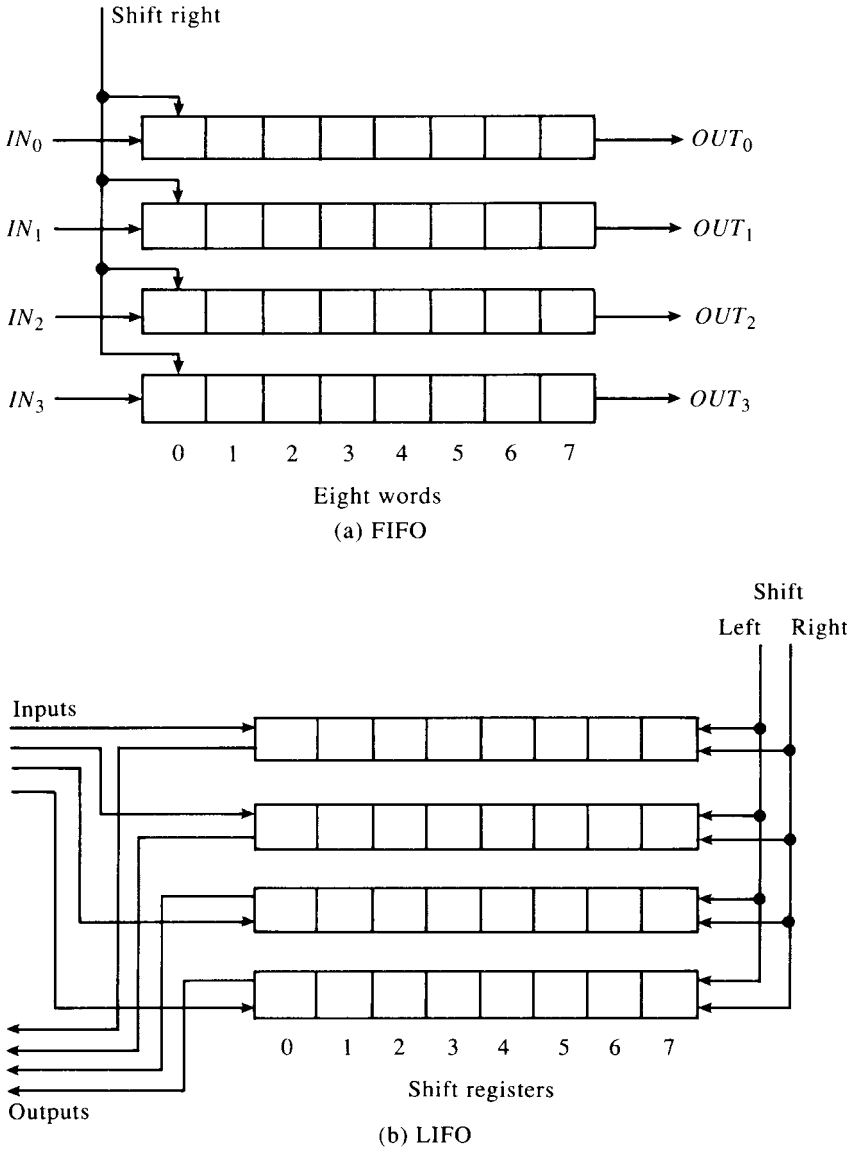 Shift right
IN0 OUT0
IN1 OUT1
IN2 OUT2
IN3 OUT3
0 1 2 3 4 5 6 7
Eight words
(a) FIFO
Shift
Left Right
Inputs
0 1 2 3 4 5 6 7
Shift registers
Outputs
(b) LIFO